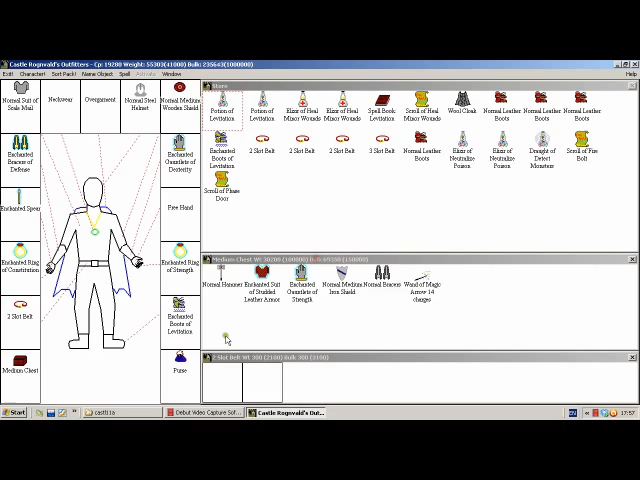 Castle Rognvald's Outfitters - Cp: 19280 Weight: 55303(41000) Bulk: 235643(1000000)
Exit! Character! Sort Pack! Name Object Spell Activate Window Help
Normal Suit of Scale Mail
Neckwear
Overgarment
Normal Steel Helmet
Normal Medium Wooden Shield
Enchanted Bracers of Defense
Enchanted Gauntlets of Dexterity
Enchanted Spear
Free Hand
Enchanted Ring of Constitution
Enchanted Ring of Strength
2 Slot Belt
Enchanted Boots of Levitation
Medium Chest
Purse
Store
Potion of Levitation
Potion of Levitation
Elixir of Heal Minor Wounds
Elixir of Heal Minor Wounds
Spell Book: Levitation
Scroll of Heal Minor Wounds
Wool Cloak
Normal Leather Boots
Normal Leather Boots
Normal Leather Boots
Enchanted Boots of Levitation
2 Slot Belt
2 Slot Belt
2 Slot Belt
3 Slot Belt
Normal Leather Boots
Elixir of Neutralize Poison
Elixir of Neutralize Poison
Draught of Detect Monsters
Scroll of Fire Bolt
Scroll of Phase Door
Medium Chest Wt
Normal Hammer
Enchanted Suit of Studded Leather Armor
Enchanted Gauntlets of Strength
Normal Medium Iron Shield
Normal Bracers
Wand of Magic Arrow 14 charges
2 Slot Belt Wt 300 (2100) Bulk 300 (3100)
Start
castl1a
Debut Video Capture Sof...
Castle Rognvald's Out...
EN
17:57